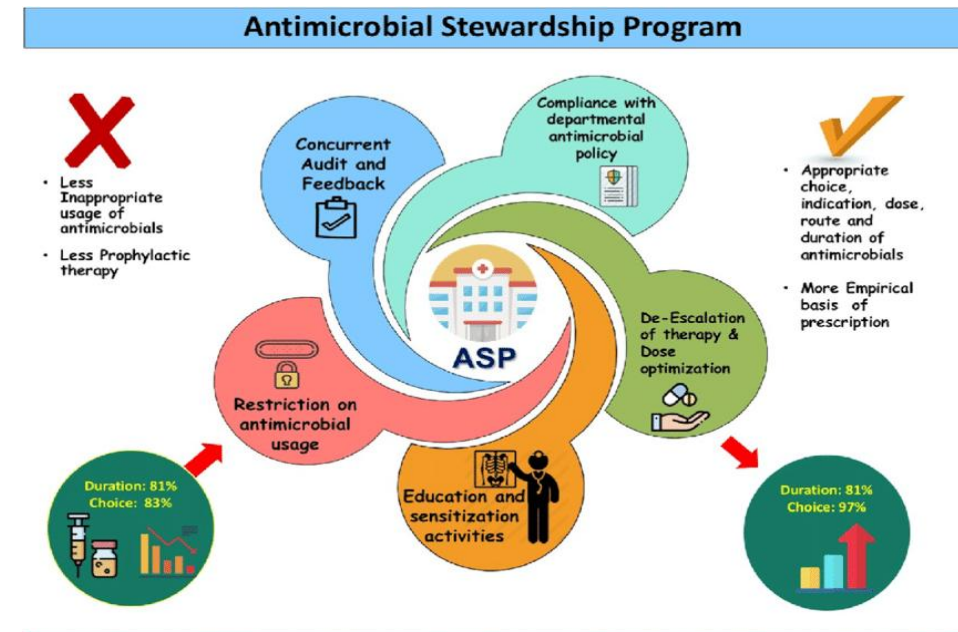 Antimicrobial Stewardship Program
Concurrent
Audit and
Feedback
Compliance with
departmental
antimicrobial
policy
• Less
Inappropriate
usage of
antimicrobials
• Less Prophylactic
therapy
• Appropriate
choice,
indication, dose,
route and
duration of
antimicrobials
• More Empirical
basis of
prescription
De-Escalation
of therapy &
Dose
optimization
ASP
Restriction on
antimicrobial
usage
Education and
sensitization
activities
Duration: 81%
Choice: 83%
Duration: 81%
Choice: 97%